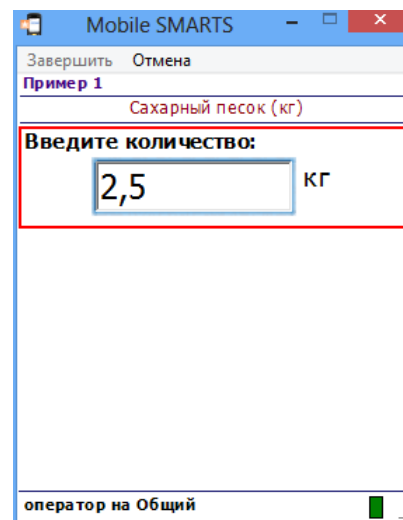 Mobile SMARTS
Завершить Отмена
Пример 1
Сахарный песок (кг)
Введите количество:
2,5 кг
оператор на Общий